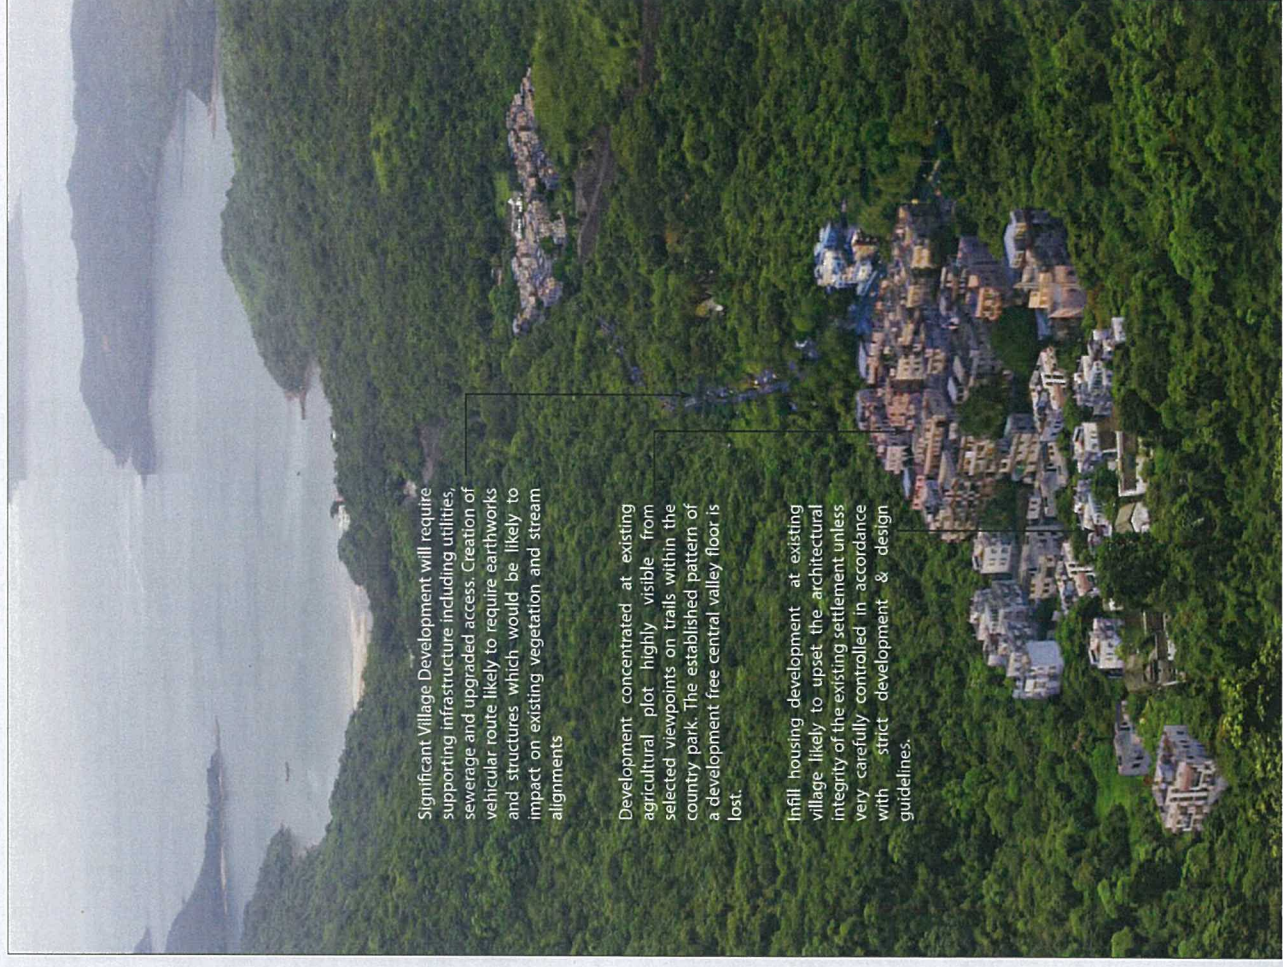 Significant Village Development will require
supporting infrastructure including utilities,
sewerage and upgraded access. Creation of
vehicular route likely to require earthworks
and structures which would be likely to
impact on existing vegetation and stream
alignments
Development concentrated at existing
agricultural plot highly visible from
selected viewpoints on trails within the
country park. The established pattern of
a development free central valley floor is
lost.
Infill housing development at existing
village likely to upset the architectural
integrity of the existing settlement unless
very carefully controlled in accordance
with strict development & design
guidelines.